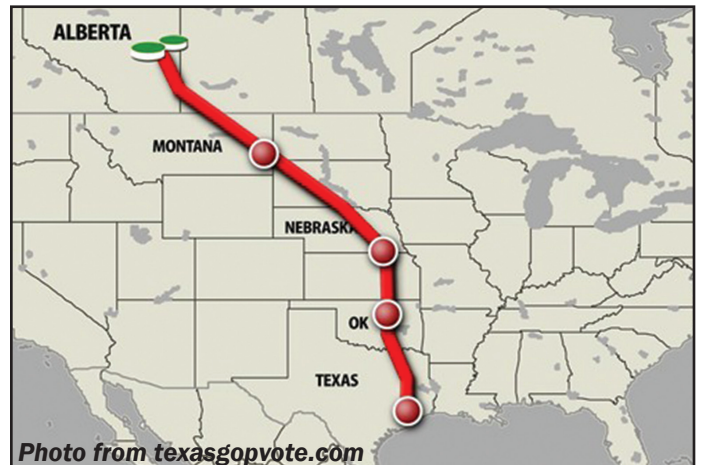 ALBERTA
MONTANA
NEBRASKA
OK
TEXAS
Photo from texasgopvote.com